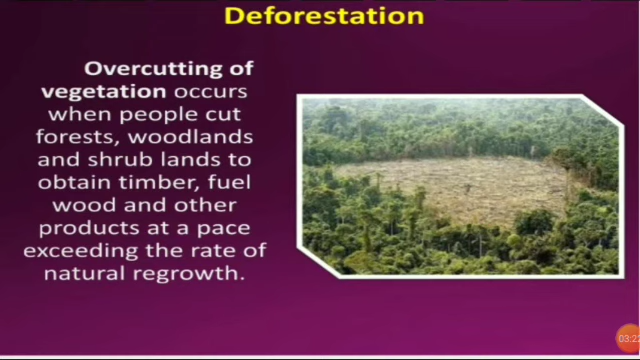 Deforestation
Overcutting of
vegetation occurs
when people cut
forests, woodlands
and shrub lands to
obtain timber, fuel
wood and other
products at a pace
exceeding the rate of
natural regrowth.